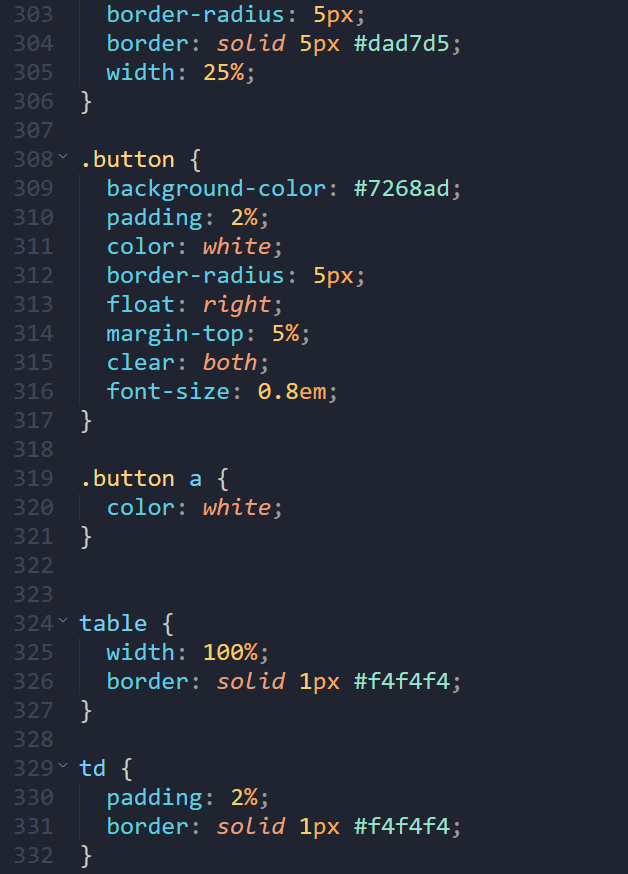 303 border-radius: 5px;
304 border: solid 5px #dad7d5;
305 width: 25%;
306 }
307
308 .button {
309 background-color: #7268ad;
310 padding: 2%;
311 color: white;
312 border-radius: 5px;
313 float: right;
314 margin-top: 5%;
315 clear: both;
316 font-size: 0.8em;
317 }
318
319 .button a {
320 color: white;
321 }
322
323
324 table {
325 width: 100%;
326 border: solid 1px #f4f4f4;
327 }
328
329 td {
330 padding: 2%;
331 border: solid 1px #f4f4f4;
332 }